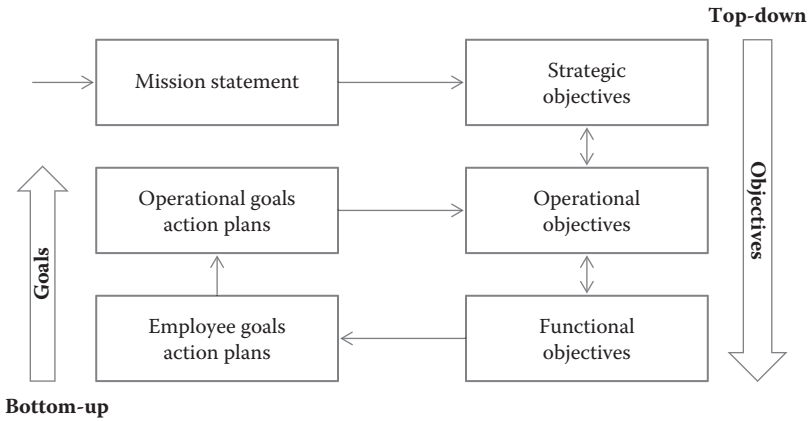 Top-down
Mission statement
Strategic
objectives
Operational goals
action plans
Operational
objectives
Employee goals
action plans
Functional
objectives
Goals
Objectives
Bottom-up